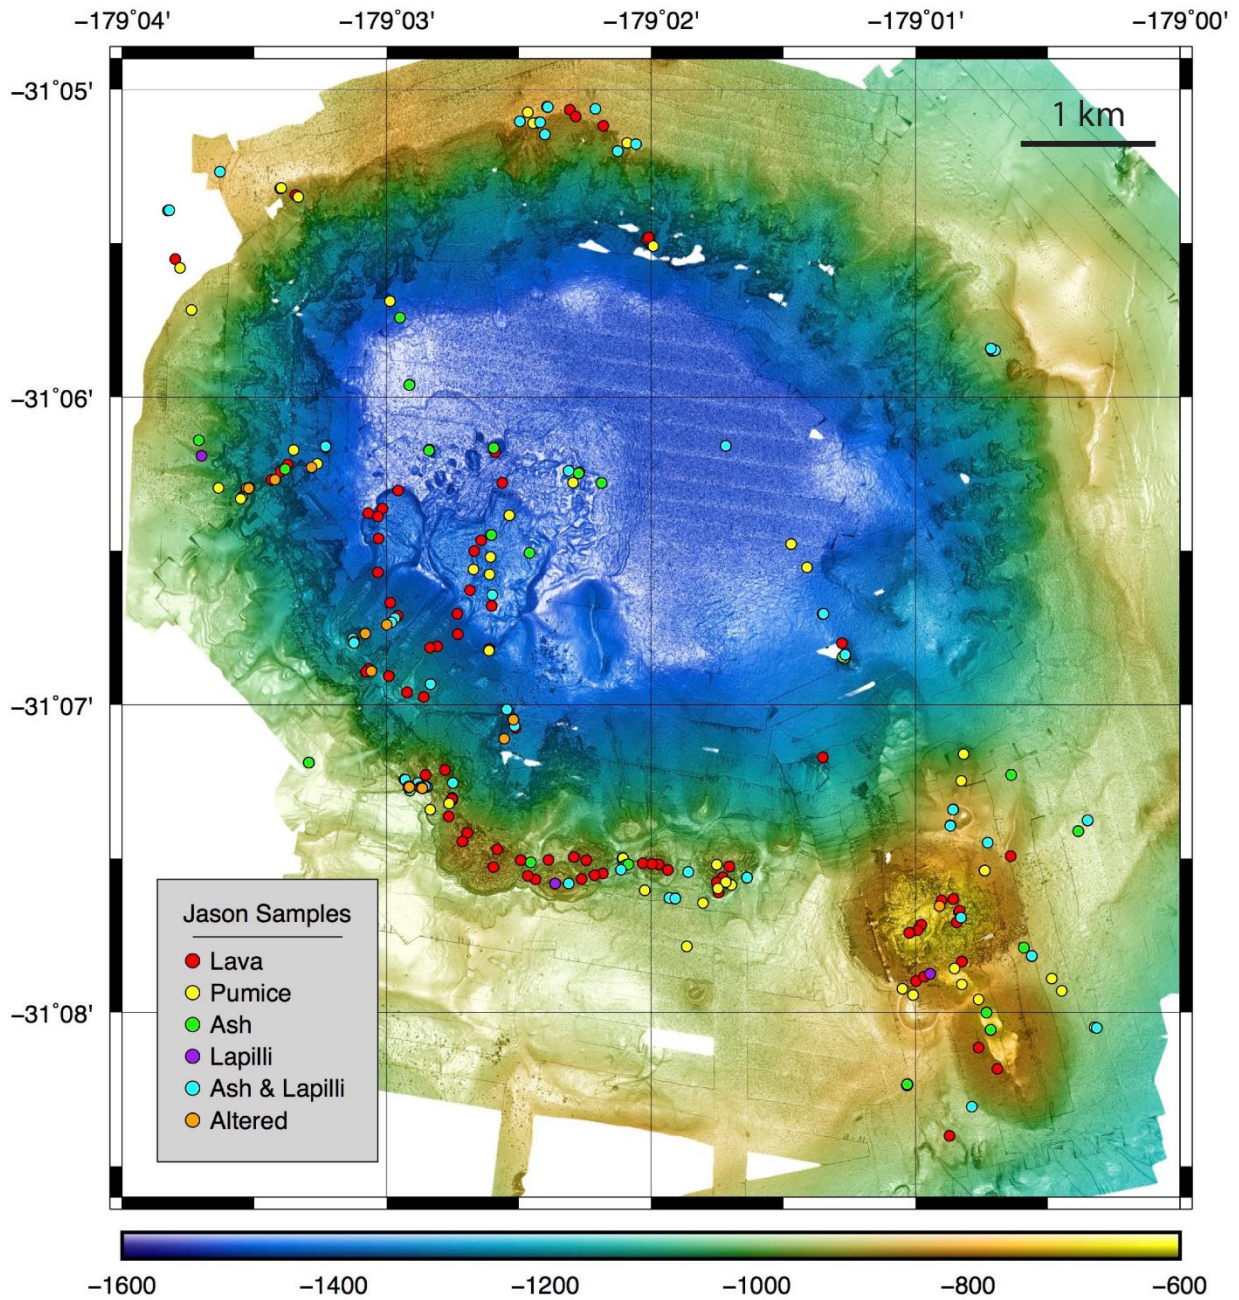 −179˚04' −179˚03' −179˚02' −179˚01' −179˚00'
−31˚05'
1 km
−31˚06'
−31˚07'
−31˚08'
Jason Samples
Lava
Pumice
Ash
Lapilli
Ash & Lapilli
Altered
−1600 −1400 −1200 −1000 −800 −600